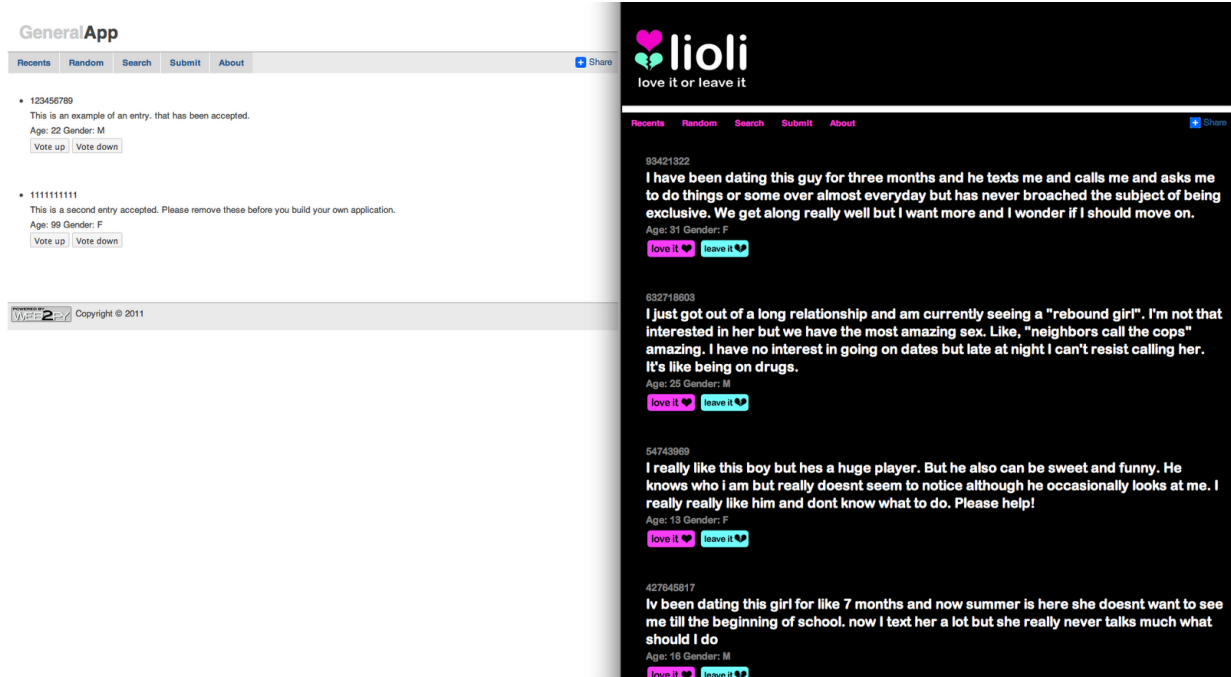 GeneralApp
Recents Random Search Submit About Share
123456789
This is an example of an entry. that has been accepted.
Age: 22 Gender: M
Vote up Vote down
1111111111
This is a second entry accepted. Please remove these before you build your own application.
Age: 99 Gender: F
Vote up Vote down
POWERED BY WEB2PY Copyright © 2011
lioli
love it or leave it
Recents Random Search Submit About Share
93421322
I have been dating this guy for three months and he texts me and calls me and asks me
to do things or some over almost everyday but has never broached the subject of being
exclusive. We get along really well but I want more and I wonder if I should move on.
Age: 31 Gender: F
love it leave it
632718603
I just got out of a long relationship and am currently seeing a "rebound girl". I'm not that
interested in her but we have the most amazing sex. Like, "neighbors call the cops"
amazing. I have no interest in going on dates but late at night I can't resist calling her.
It's like being on drugs.
Age: 25 Gender: M
love it leave it
54743969
I really like this boy but hes a huge player. But he also can be sweet and funny. He
knows who i am but really doesnt seem to notice although he occasionally looks at me. I
really really like him and dont know what to do. Please help!
Age: 13 Gender: F
love it leave it
427645817
Iv been dating this girl for like 7 months and now summer is here she doesnt want to see
me till the beginning of school. now I text her a lot but she really never talks much what
should I do
Age: 16 Gender: M
love it leave it